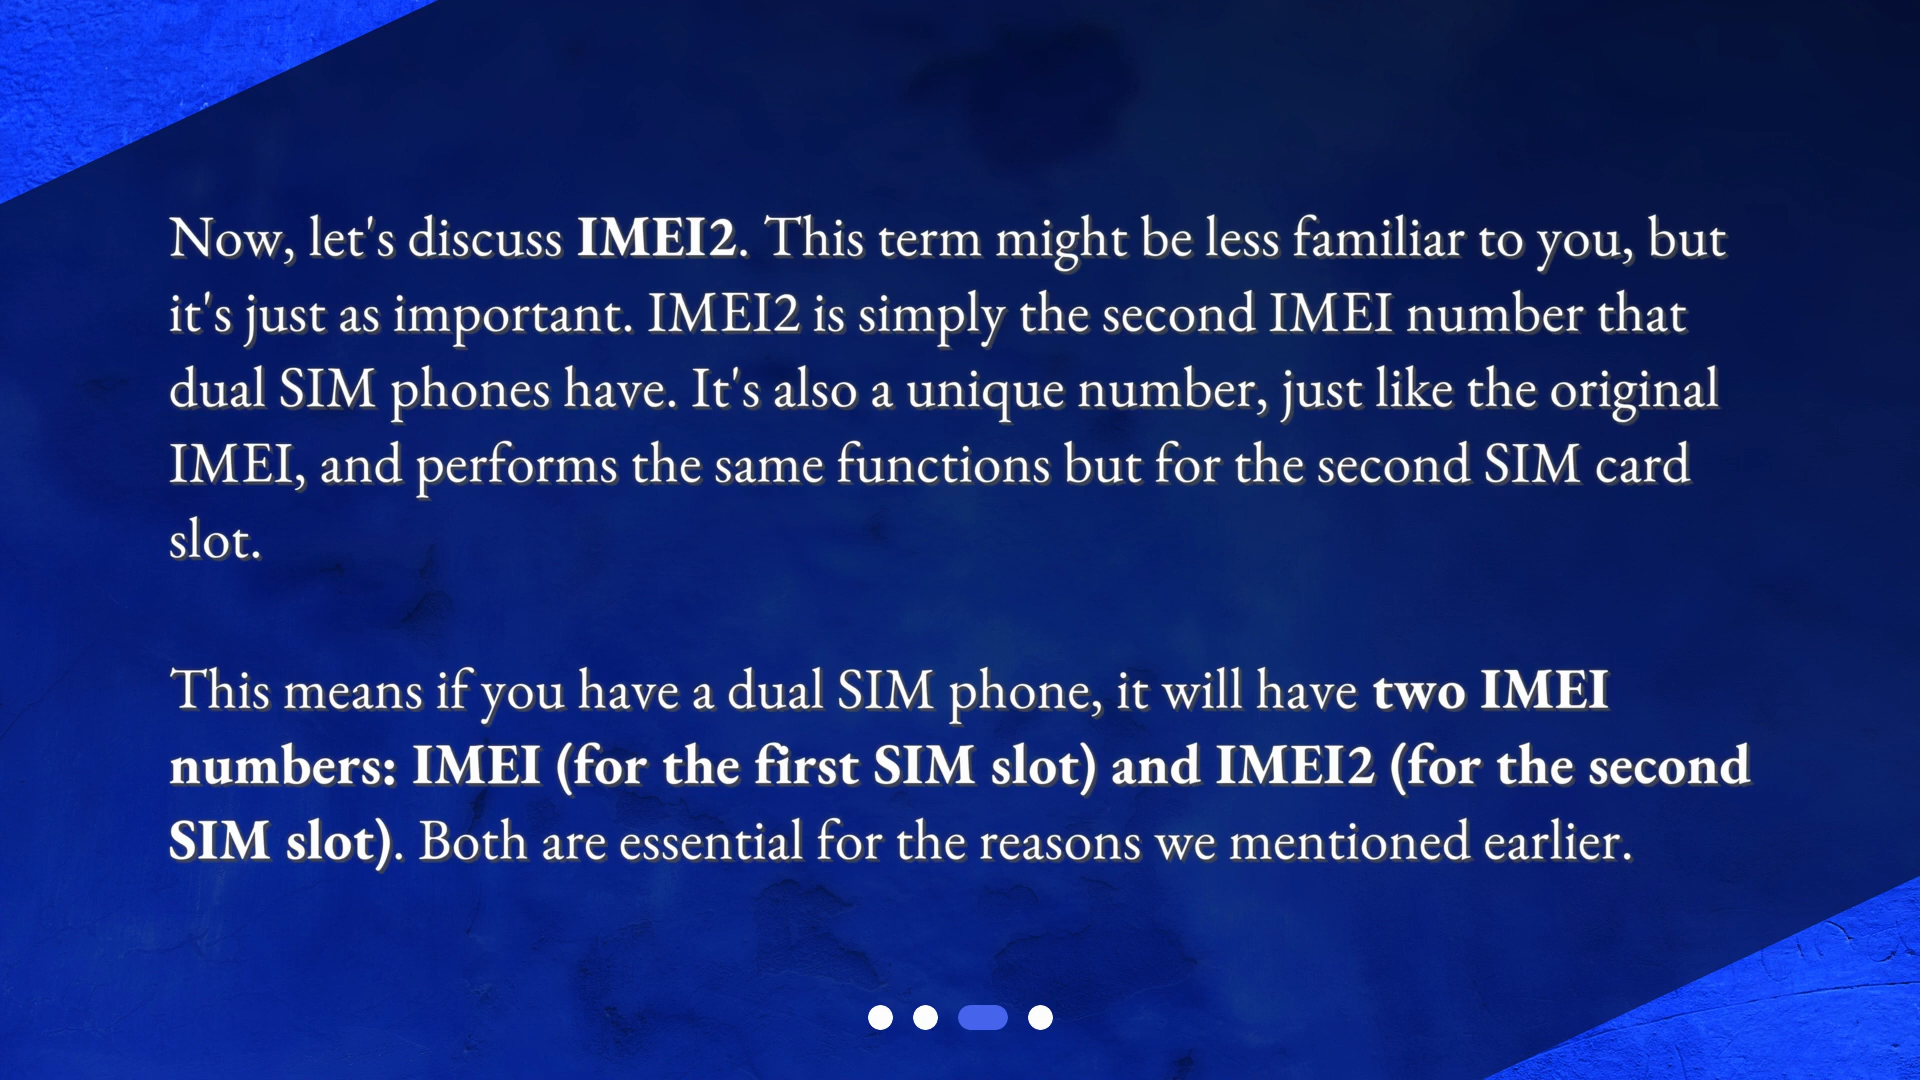 Now, let's discuss IMEI2. This term might be less familiar to you, but
it's just as important. IMEI2 is simply the second IMEI number that
dual SIM phones have. It's also a unique number, just like the original
IMEI, and performs the same functions but for the second SIM card
slot.
This means if you have a dual SIM phone, it will have two IMEI
numbers: IMEI (for the first SIM slot) and IMEI2 (for the second
SIM slot). Both are essential for the reasons we mentioned earlier.